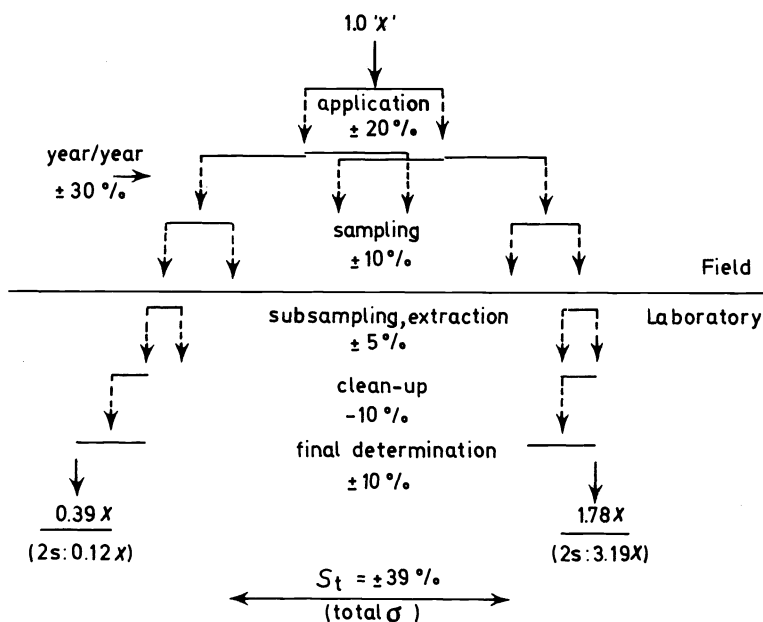 1.0 'X'
application
± 20 %
year/year
± 30 %
sampling
± 10 %
Field
Laboratory
subsampling, extraction
± 5 %
clean-up
-10 %
final determination
± 10 %
0.39 X
(2s: 0.12 X)
1.78 X
(2s: 3.19 X)
St = ± 39 %
(total σ)